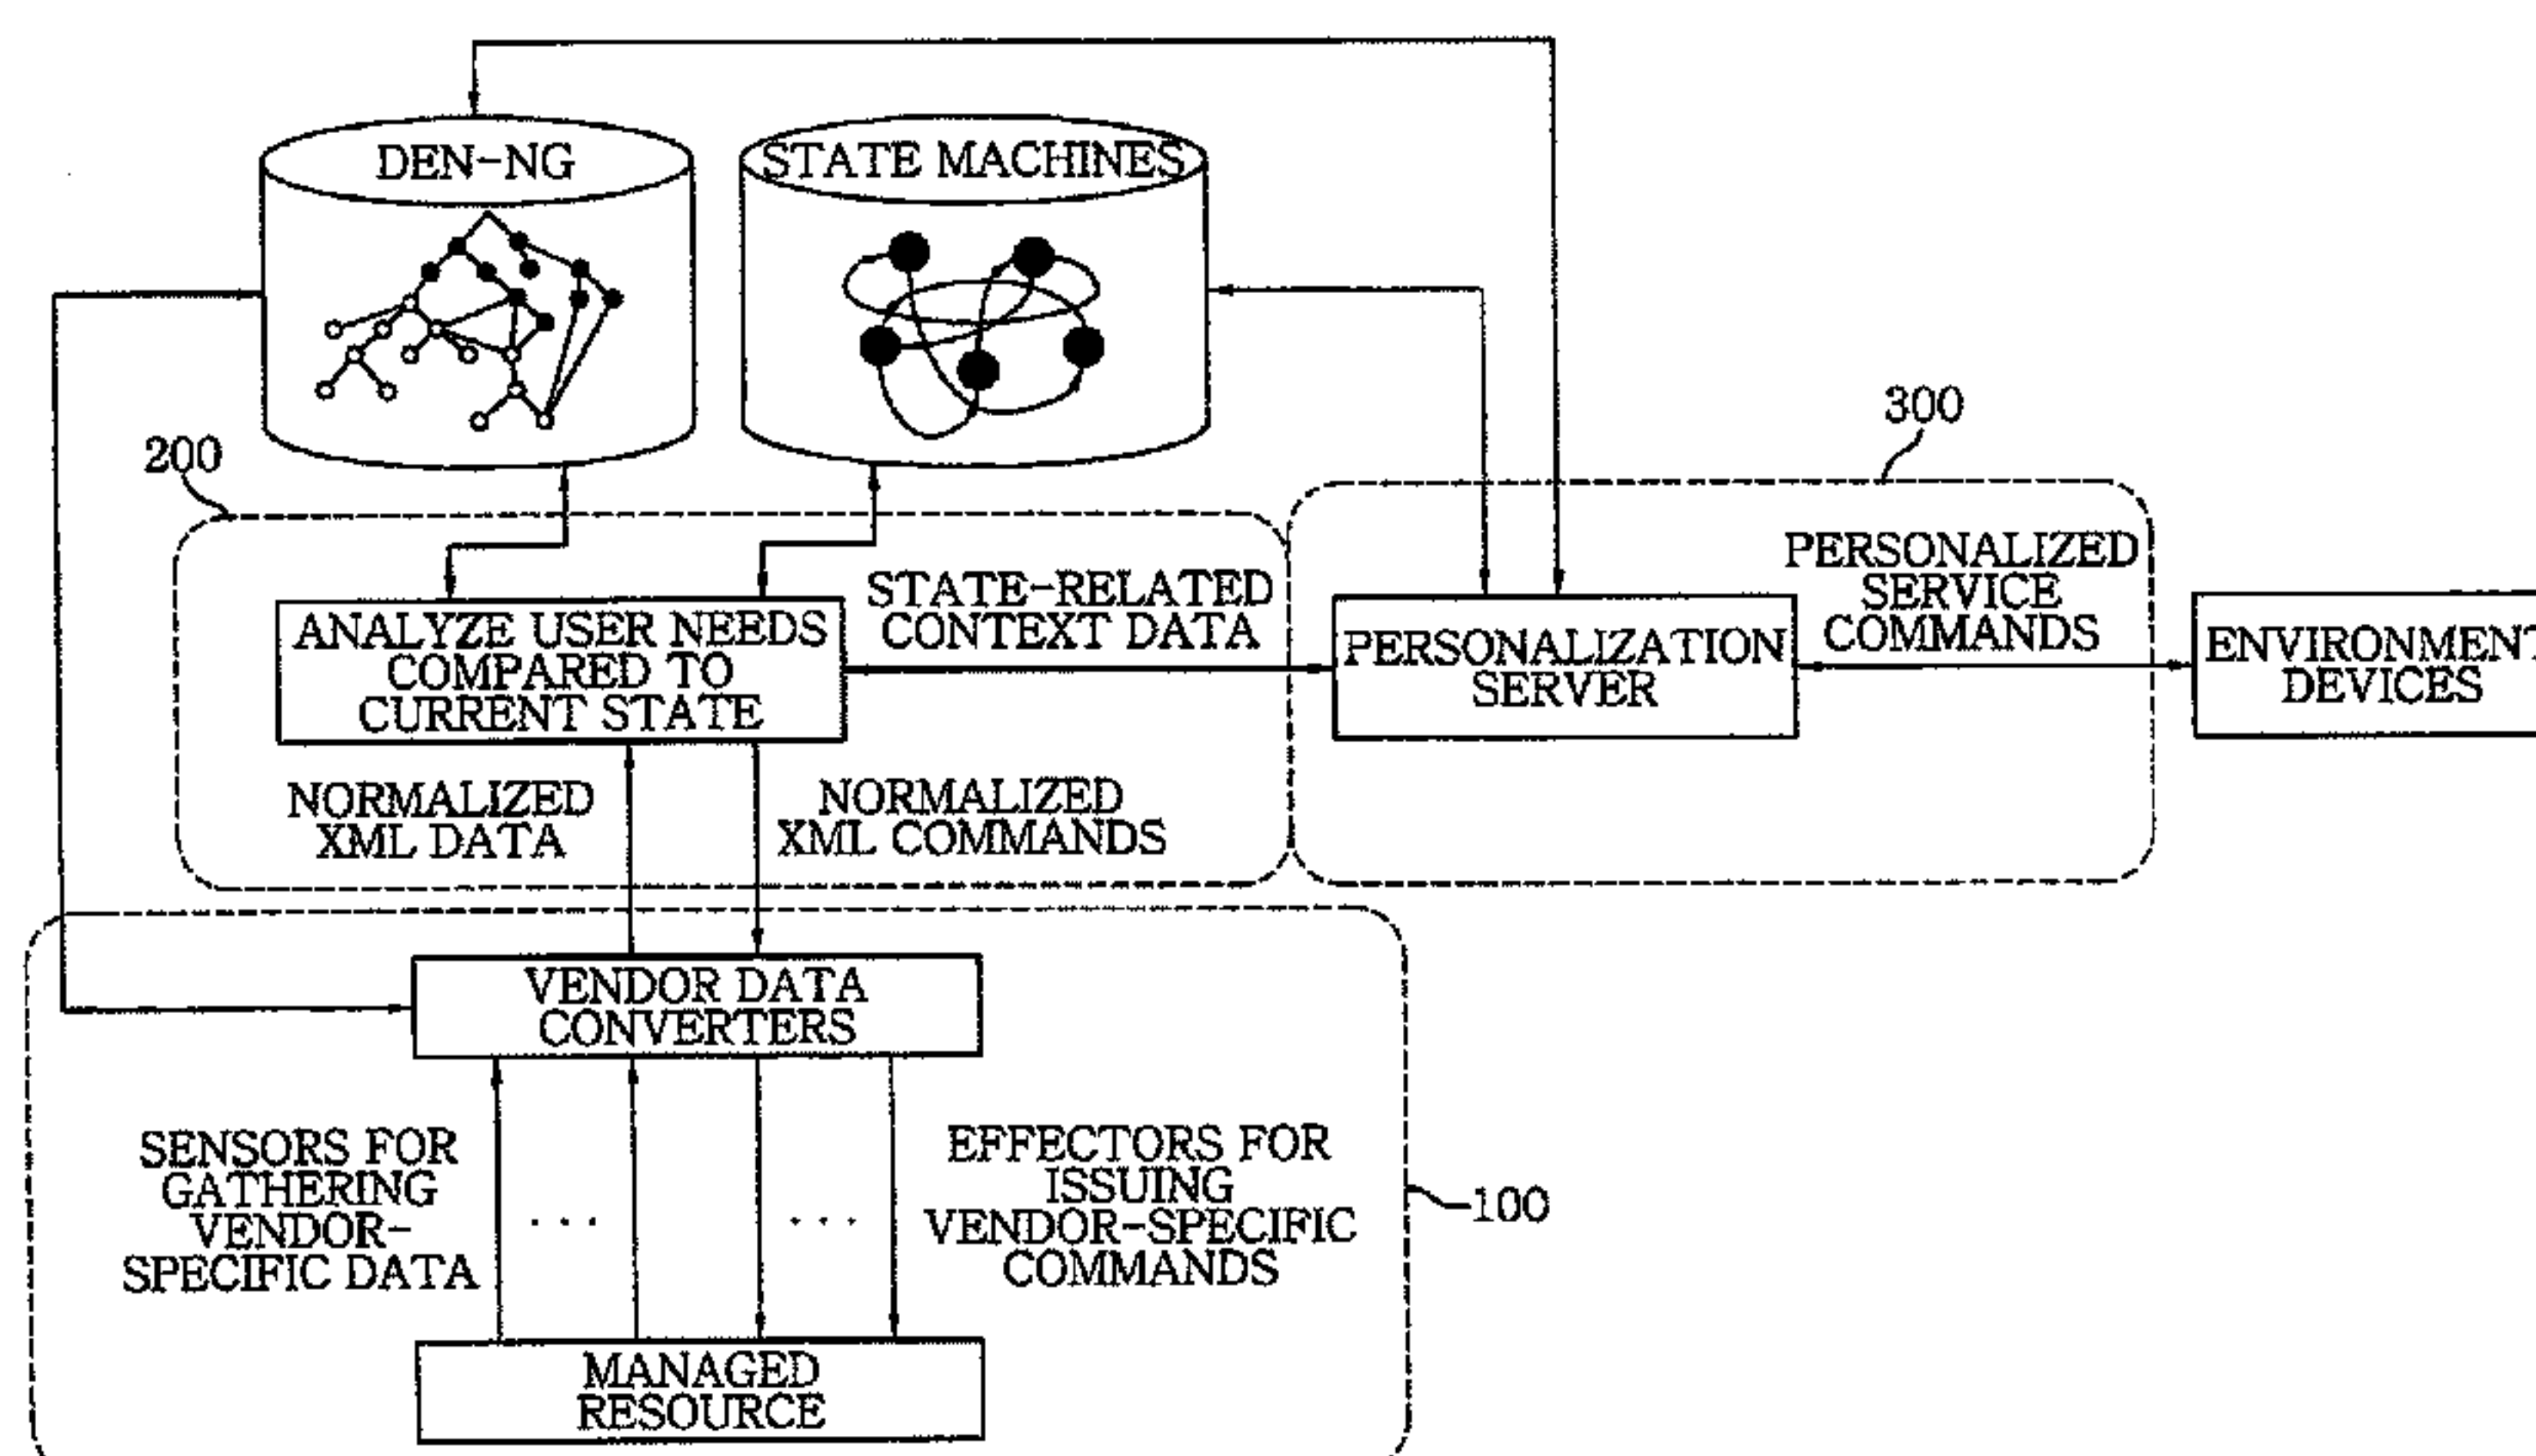 DEN-NG
STATE MACHINES
200
300
STATE-RELATED
CONTEXT DATA
PERSONALIZED
SERVICE
COMMANDS
ANALYZE USER NEEDS
COMPARED TO
CURRENT STATE
PERSONALIZATION
SERVER
ENVIRONMENT
DEVICES
NORMALIZED
XML DATA
NORMALIZED
XML COMMANDS
VENDOR DATA
CONVERTERS
SENSORS FOR
GATHERING
VENDOR-
SPECIFIC DATA
...
...
EFFECTORS FOR
ISSUING
VENDOR-SPECIFIC
COMMANDS
100
MANAGED
RESOURCE